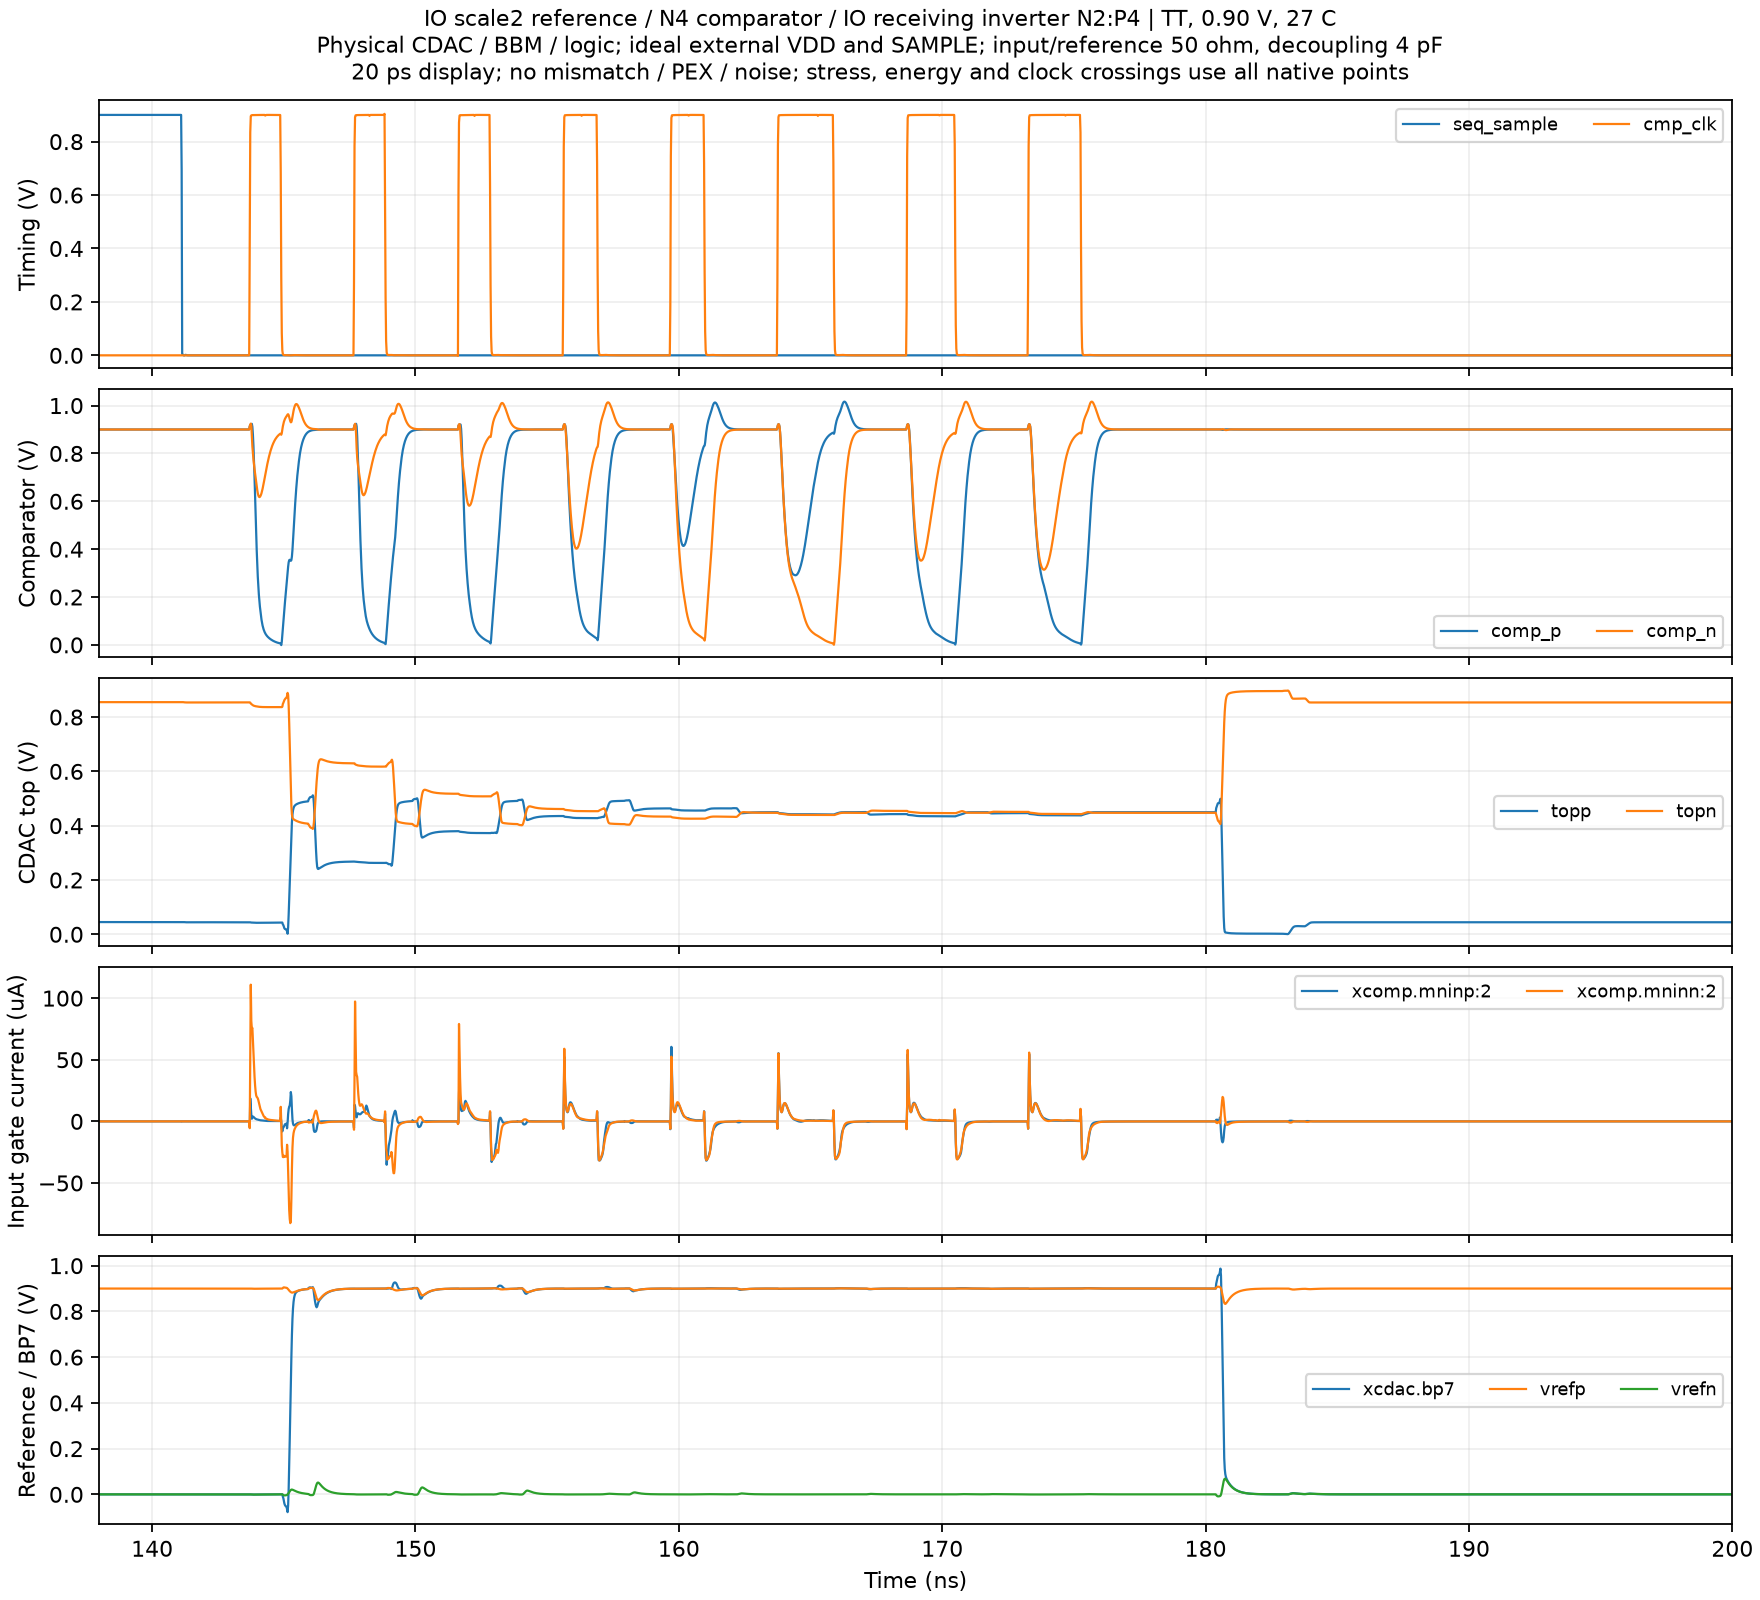 IO scale2 reference / N4 comparator / IO receiving inverter N2:P4 | TT, 0.90 V, 27 C
Physical CDAC / BBM / logic; ideal external VDD and SAMPLE; input/reference 50 ohm, decoupling 4 pF
20 ps display; no mismatch / PEX / noise; stress, energy and clock crossings use all native points
Timing (V)
0.8
0.6
0.4
0.2
0.0
seq_sample
cmp_clk
Comparator (V)
1.0
0.8
0.6
0.4
0.2
0.0
comp_p
comp_n
CDAC top (V)
0.8
0.6
0.4
0.2
0.0
topp
topn
Input gate current (uA)
100
50
0
−50
xcomp.mninp:2
xcomp.mninn:2
Reference / BP7 (V)
1.0
0.8
0.6
0.4
0.2
0.0
xcdac.bp7
vrefp
vrefn
140
150
160
170
180
190
200
Time (ns)